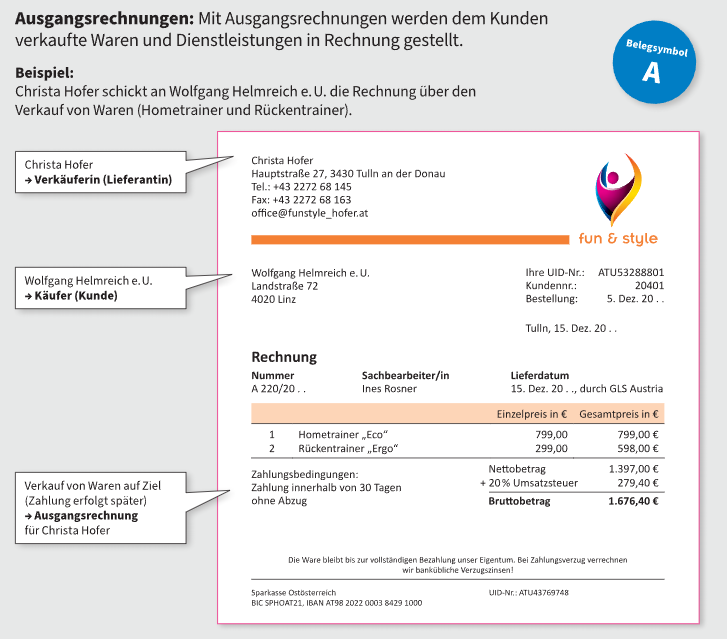 Ausgangsrechnungen: Mit Ausgangsrechnungen werden dem Kunden
verkaufte Waren und Dienstleistungen in Rechnung gestellt.
Belegsymbol
A
Beispiel:
Christa Hofer schickt an Wolfgang Helmreich e. U. die Rechnung über den
Verkauf von Waren (Hometrainer und Rückentrainer).
Christa Hofer
→ Verkäuferin (Lieferantin)
Christa Hofer
Hauptstraße 27, 3430 Tulln an der Donau
Tel.: +43 2272 68 145
Fax: +43 2272 68 163
office@funstyle_hofer.at
fun & style
Wolfgang Helmreich e. U.
→ Käufer (Kunde)
Wolfgang Helmreich e. U.
Landstraße 72
4020 Linz
Ihre UID-Nr.: ATU53288801
Kundennr.: 20401
Bestellung: 5. Dez. 20 . .
Tulln, 15. Dez. 20 . .
Rechnung
Nummer Sachbearbeiter/in Lieferdatum
A 220/20 . . Ines Rosner 15. Dez. 20 . ., durch GLS Austria
Einzelpreis in € Gesamtpreis in €
1 Hometrainer „Eco“ 799,00 799,00 €
2 Rückentrainer „Ergo“ 299,00 598,00 €
Verkauf von Waren auf Ziel
(Zahlung erfolgt später)
→ Ausgangsrechnung
für Christa Hofer
Zahlungsbedingungen:
Zahlung innerhalb von 30 Tagen
ohne Abzug
Nettobetrag 1.397,00 €
+ 20 % Umsatzsteuer 279,40 €
Bruttobetrag 1.676,40 €
Die Ware bleibt bis zur vollständigen Bezahlung unser Eigentum. Bei Zahlungsverzug verrechnen
wir bankübliche Verzugszinsen!
Sparkasse Ostösterreich UID-Nr.: ATU43769748
BIC SPHOAT21, IBAN AT98 2022 0003 8429 1000